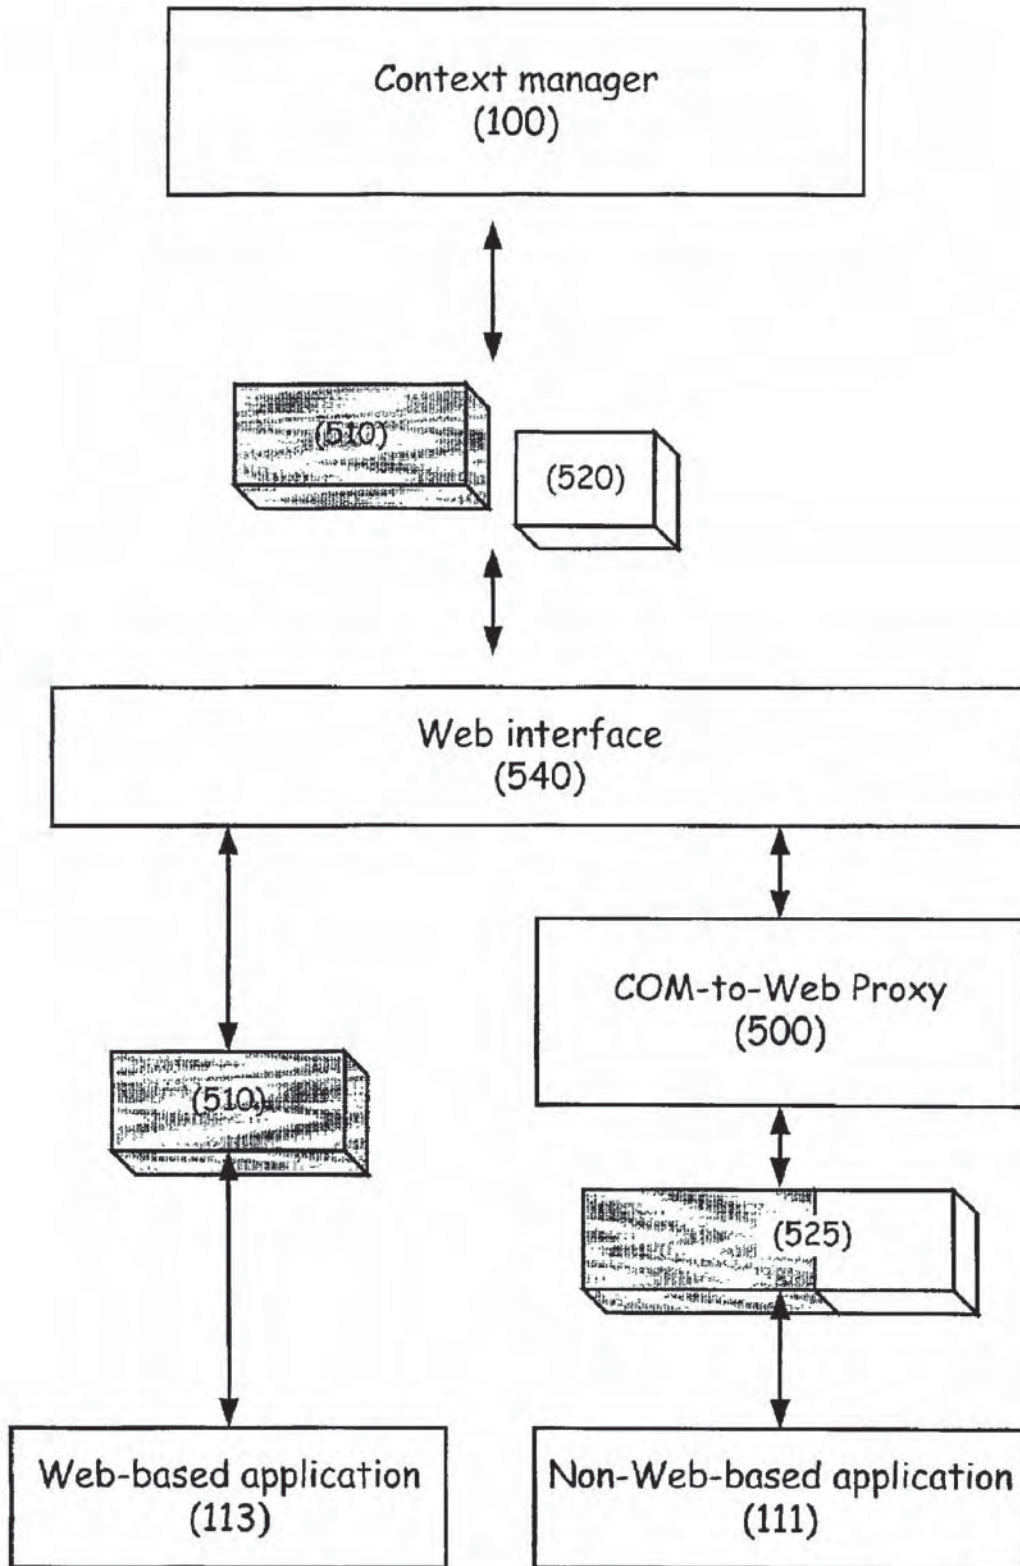 Context manager
(100)
(510)
(520)
Web interface
(540)
COM-to-Web Proxy
(500)
(510)
(525)
Web-based application
(113)
Non-Web-based application
(111)